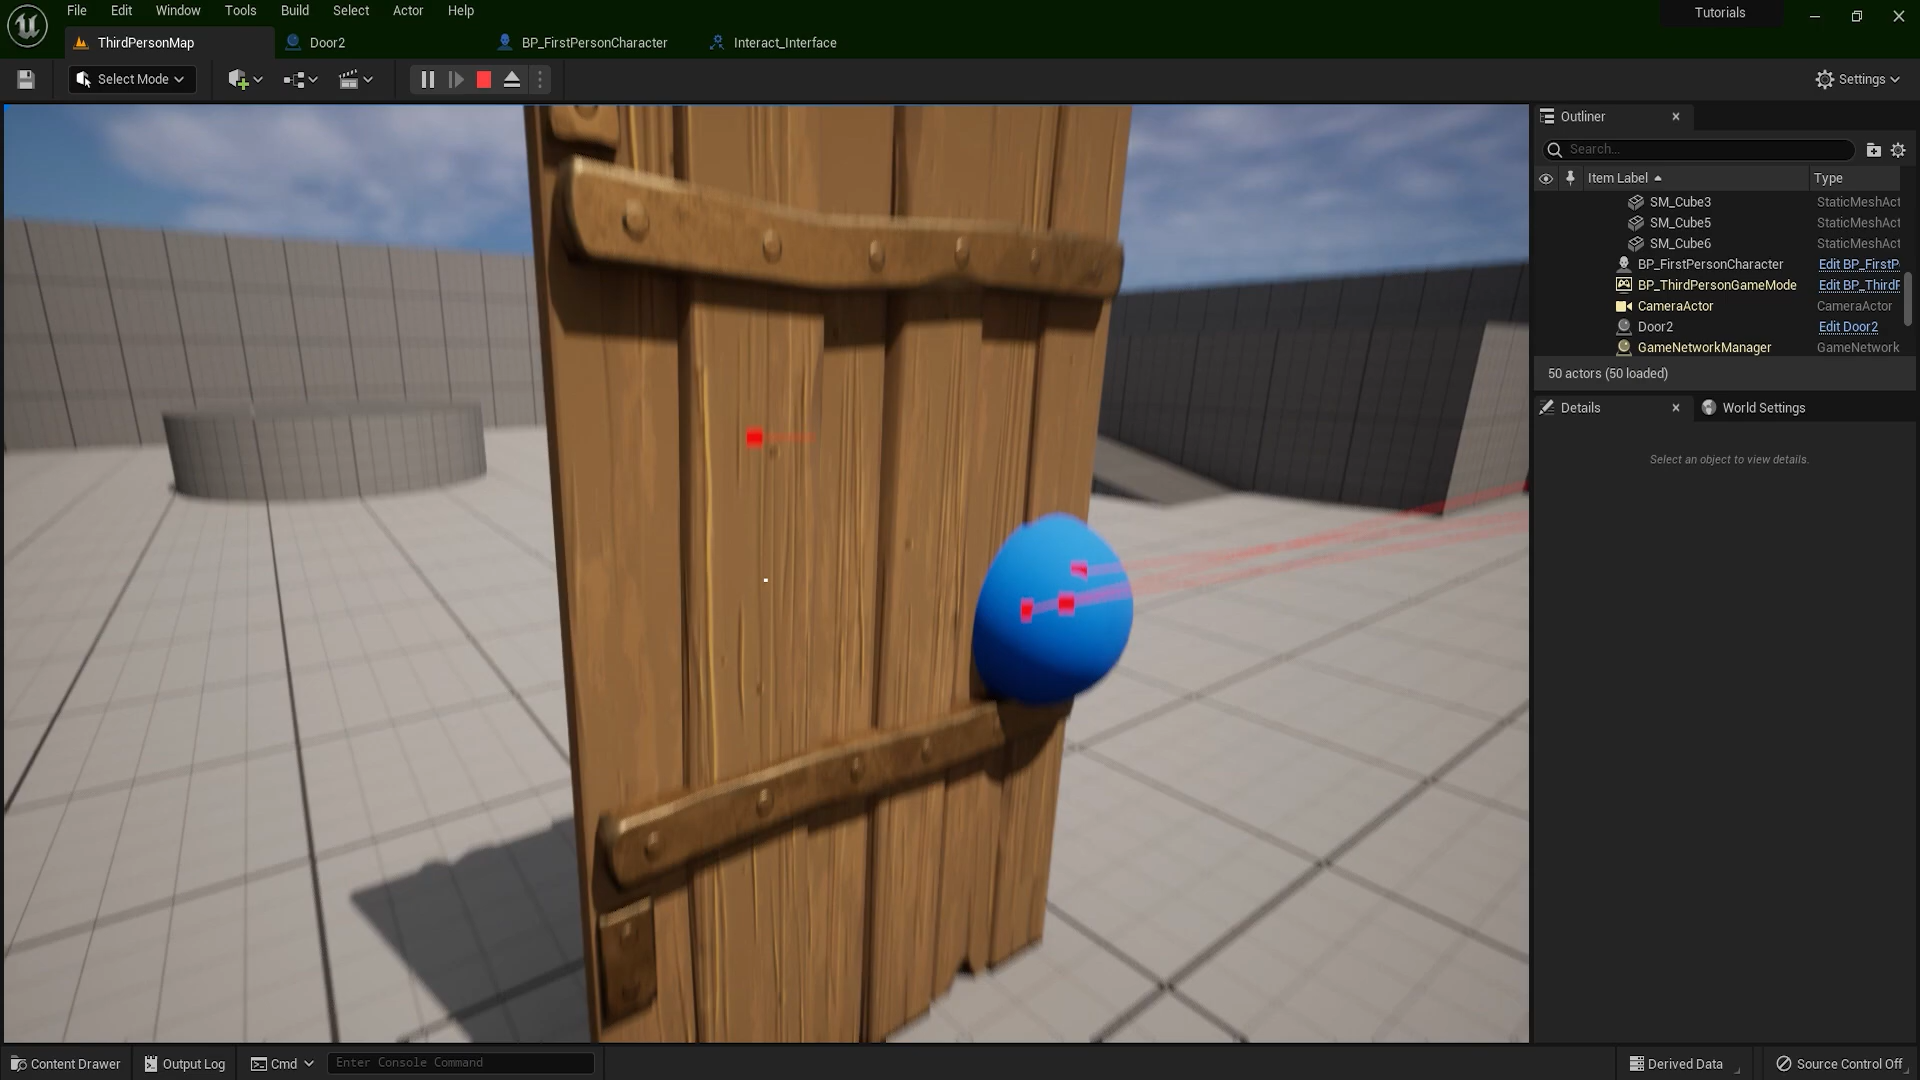 File Edit Window Tools Build Select Actor Help
Tutorials
ThirdPersonMap Door2 BP_FirstPersonCharacter Interact_Interface
Select Mode
Settings
Outliner
Search...
Item Label Type
SM_Cube3 StaticMeshAct
SM_Cube5 StaticMeshAct
SM_Cube6 StaticMeshAct
BP_FirstPersonCharacter Edit BP_FirstP
BP_ThirdPersonGameMode Edit BP_Third
CameraActor CameraActor
Door2 Edit Door2
GameNetworkManager GameNetwork
50 actors (50 loaded)
Details World Settings
Select an object to view details.
Content Drawer Output Log Cmd Enter Console Command Derived Data Source Control Off